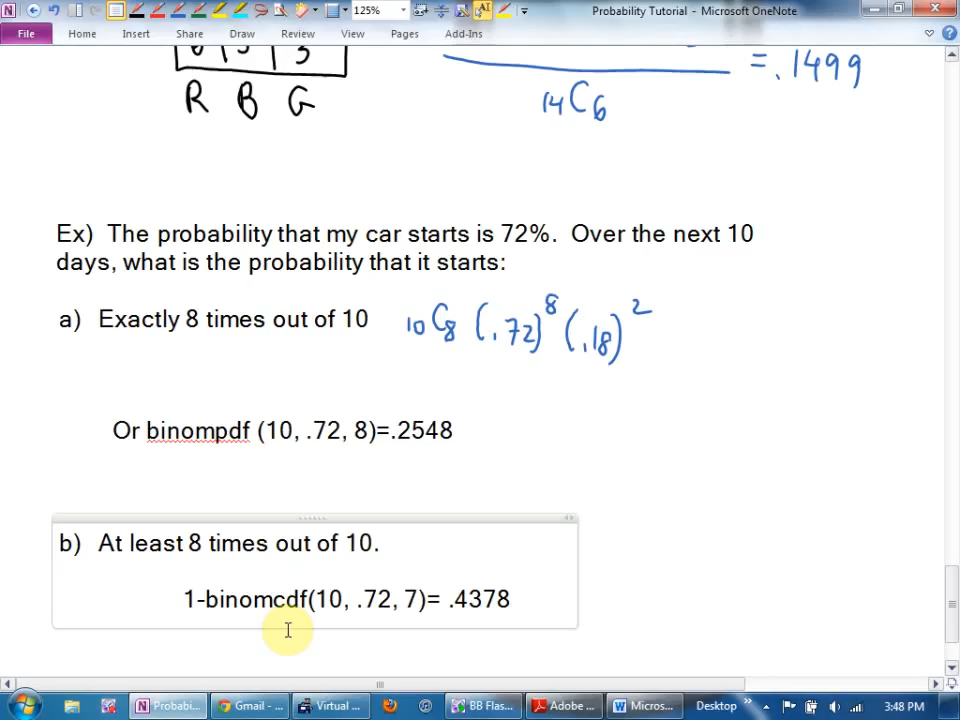 125%
Probability Tutorial - Microsoft OneNote
File Home Insert Share Draw Review View Pages Add-Ins
= .1499
R B G
14C6
Ex) The probability that my car starts is 72%. Over the next 10
days, what is the probability that it starts:
a) Exactly 8 times out of 10 10C8 (.72)^8 (.18)^2
Or binompdf (10, .72, 8)=.2548
b) At least 8 times out of 10.
1-binomcdf(10, .72, 7)= .4378
Probabi... Gmail - ... Virtual ... BB Flas... Adobe ... Micros... Desktop 3:48 PM